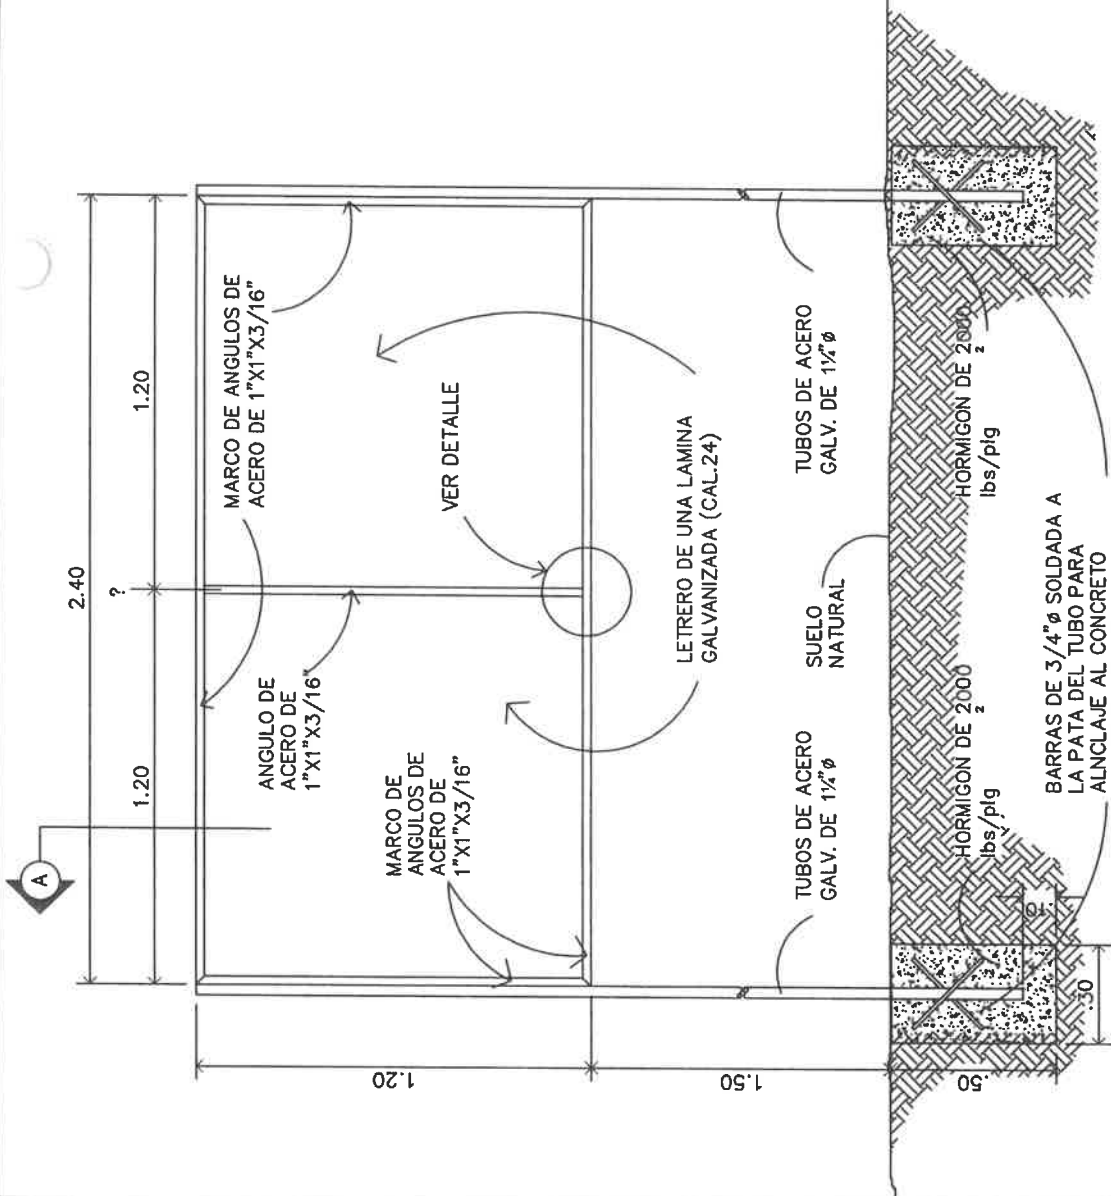 A
2.40
1.20
?
1.20
MARCO DE ANGULOS DE
ACERO DE 1"X1"X3/16"
ANGULO DE
ACERO DE
1"X1"X3/16"
MARCO DE
ANGULOS DE
ACERO DE
1"X1"X3/16"
VER DETALLE
LETRERO DE UNA LAMINA
GALVANIZADA (CAL.24)
TUBOS DE ACERO
GALV. DE 1¼"ø
SUELO
NATURAL
TUBOS DE ACERO
GALV. DE 1¼"ø
1.20
1.50
.50
HORMIGON DE 2000
lbs/plg²
HORMIGON DE 2000
lbs/plg²
.10
.30
BARRAS DE 3/4"ø SOLDADA A
LA PATA DEL TUBO PARA
ALNCLAJE AL CONCRETO